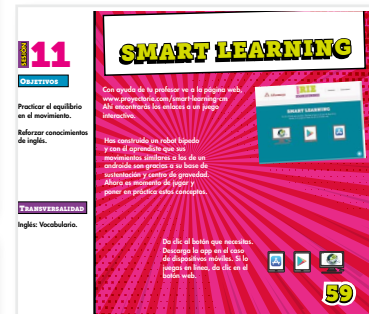 SESIÓN
11
OBJETIVOS
Practicar el equilibrio
en el movimiento.
Reforzar conocimientos
de inglés.
TRANSVERSALIDAD
Inglés: Vocabulario.
SMART LEARNING
Con ayuda de tu profesor ve a la página web,
www.proyectorie.com/smart-learning-cm
Ahí encontrarás los enlaces a un juego
interactivo.
SMART LEARNING
Has construido un robot bípedo
y con él aprendiste que sus
movimientos similares a los de un
androide son gracias a su base de
sustentación y centro de gravedad.
Ahora es momento de jugar y
poner en práctica estos conceptos.
Da clic al botón que necesitas.
Descarga la app en el caso
de dispositivos móviles. Si lo
juegas en línea, da clic en el
botón web.
59